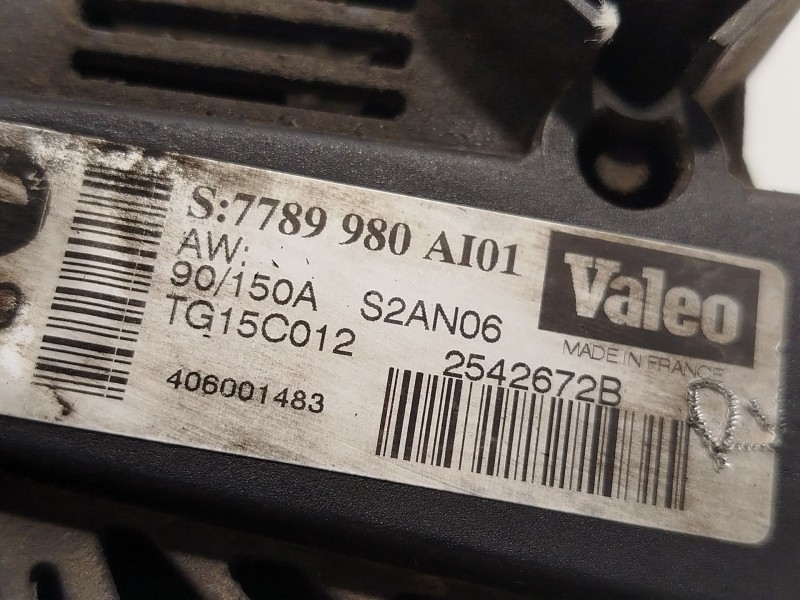 S:7789 980 AI01
AW:
90/150A S2AN06
TG15C012
406001483
Valeo
MADE IN FRANCE
2542672B